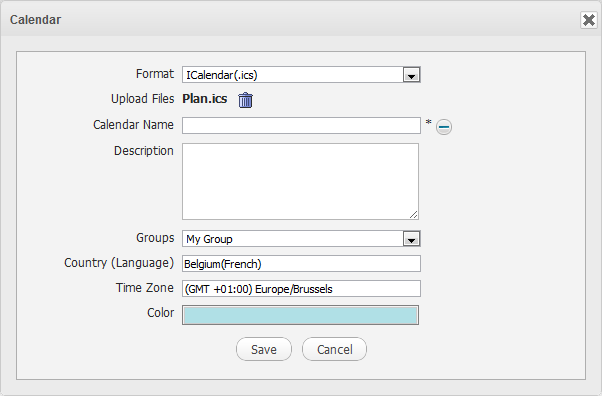 Calendar
Format ICalendar(.ics)
Upload Files Plan.ics
Calendar Name *
Description
Groups My Group
Country (Language) Belgium(French)
Time Zone (GMT +01:00) Europe/Brussels
Color
Save Cancel